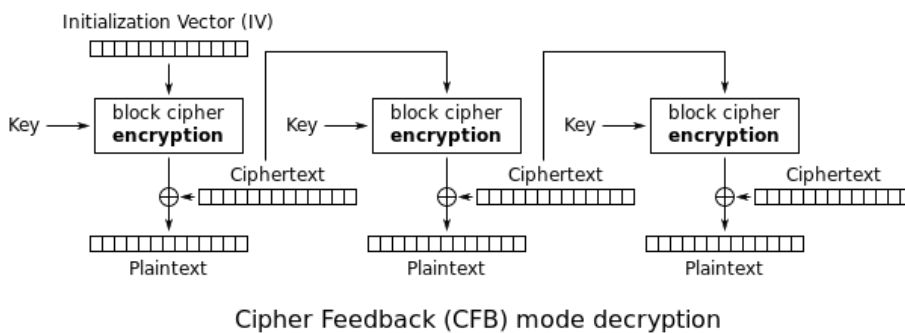 Initialization Vector (IV)
Key
block cipher
encryption
Key
block cipher
encryption
Key
block cipher
encryption
Ciphertext
Ciphertext
Ciphertext
Plaintext
Plaintext
Plaintext
Cipher Feedback (CFB) mode decryption